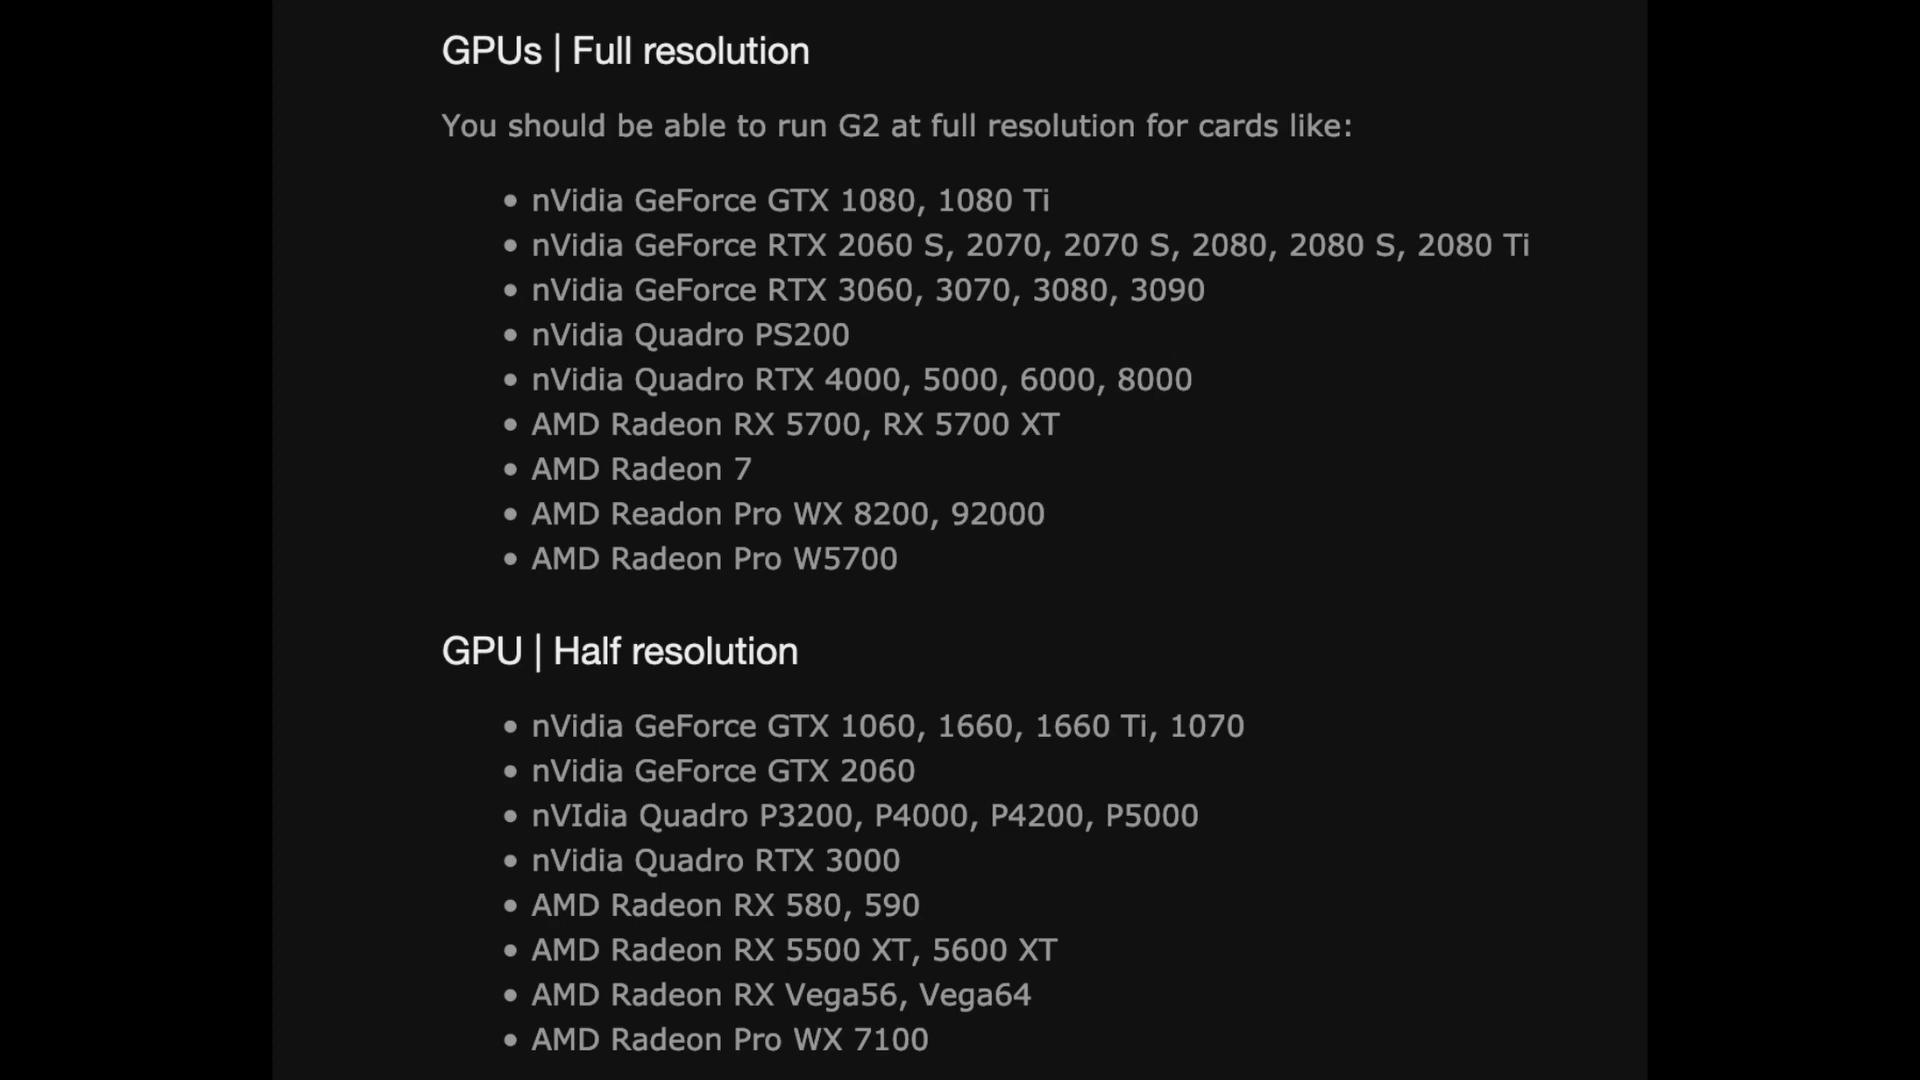 GPUs | Full resolution
You should be able to run G2 at full resolution for cards like:
• nVidia GeForce GTX 1080, 1080 Ti
• nVidia GeForce RTX 2060 S, 2070, 2070 S, 2080, 2080 S, 2080 Ti
• nVidia GeForce RTX 3060, 3070, 3080, 3090
• nVidia Quadro PS200
• nVidia Quadro RTX 4000, 5000, 6000, 8000
• AMD Radeon RX 5700, RX 5700 XT
• AMD Radeon 7
• AMD Readon Pro WX 8200, 92000
• AMD Radeon Pro W5700
GPU | Half resolution
• nVidia GeForce GTX 1060, 1660, 1660 Ti, 1070
• nVidia GeForce GTX 2060
• nVIdia Quadro P3200, P4000, P4200, P5000
• nVidia Quadro RTX 3000
• AMD Radeon RX 580, 590
• AMD Radeon RX 5500 XT, 5600 XT
• AMD Radeon RX Vega56, Vega64
• AMD Radeon Pro WX 7100